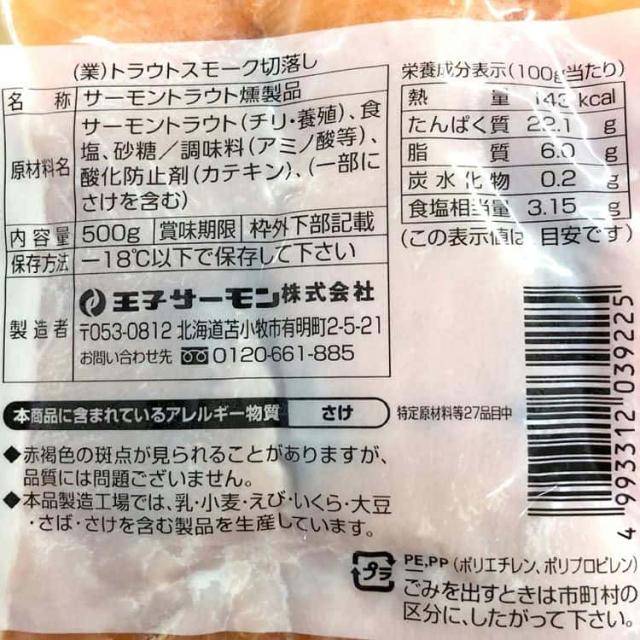 (業)トラウトスモーク切落し
名 称 サーモントラウト燻製品
原材料名 サーモントラウト(チリ・養殖)、食
塩、砂糖/調味料(アミノ酸等)、
酸化防止剤(カテキン)、(一部に
さけを含む)
内容量 500g 賞味期限 枠外下部記載
保存方法 −18℃以下で保存して下さい
製造者 王子サーモン株式会社
〒053-0812 北海道苫小牧市有明町2-5-21
お問い合わせ先 0120-661-885
栄養成分表示(100g当たり)
熱 量 143 kcal
たんぱく質 22.1 g
脂 質 6.0 g
炭水化物 0.2 g
食塩相当量 3.15 g
(この表示値は、目安です)
本商品に含まれているアレルギー物質 さけ 特定原材料等27品目中
◆赤褐色の斑点が見られることがありますが、
品質には問題ございません。
◆本品製造工場では、乳・小麦・えび・いくら・大豆
・さば・さけを含む製品を生産しています。
4 993312 039225
プラ
PE,PP(ポリエチレン、ポリプロピレン)
ごみを出すときは市町村の
区分に、したがって下さい。